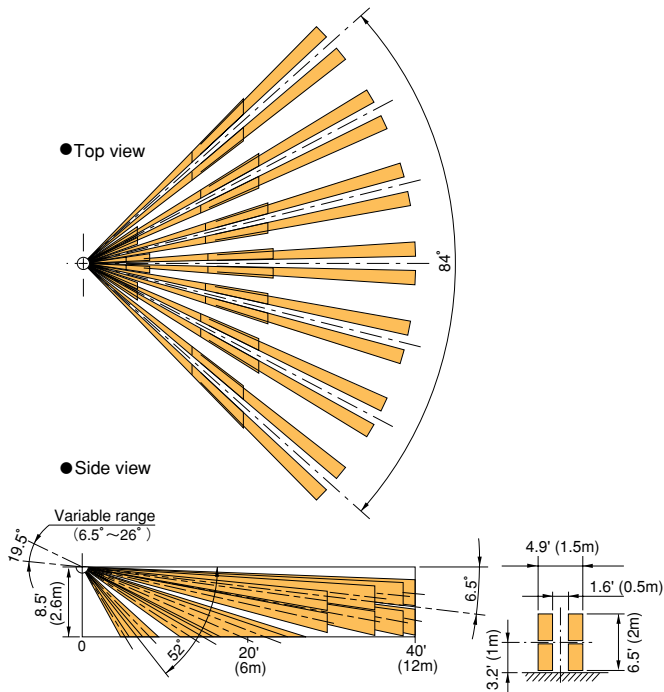 ●Top view
84°
●Side view
Variable range
(6.5°～26°)
19.5°
8.5'
(2.6m)
6.5°
52°
0
20'
(6m)
40'
(12m)
4.9' (1.5m)
1.6' (0.5m)
3.2' (1m)
6.5' (2m)